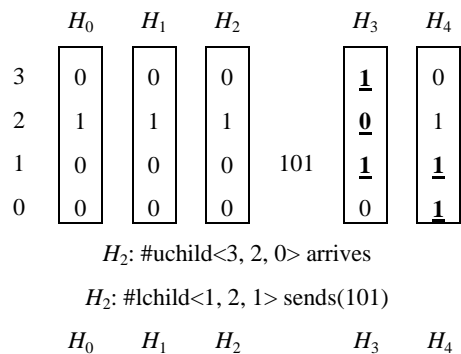 H0 H1 H2 H3 H4
3 0 0 0 1 0
2 1 1 1 0 1
1 0 0 0 101 1 1
0 0 0 0 0 1
H2: #uchild<3, 2, 0> arrives
H2: #lchild<1, 2, 1> sends(101)
H0 H1 H2 H3 H4